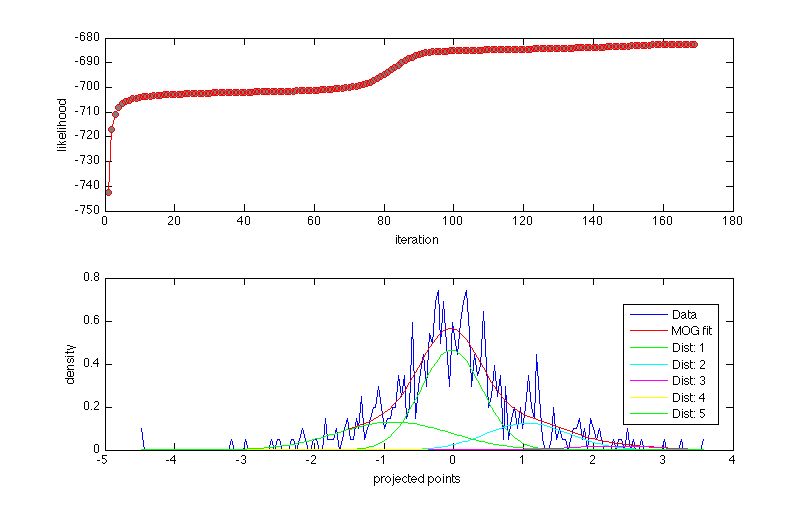 -680
-690
-700
-710
-720
-730
-740
-750
likelihood
0 20 40 60 80 100 120 140 160 180
iteration
0.8
0.6
0.4
0.2
0
density
Data
MOG fit
Dist: 1
Dist: 2
Dist: 3
Dist: 4
Dist: 5
-5 -4 -3 -2 -1 0 1 2 3 4
projected points